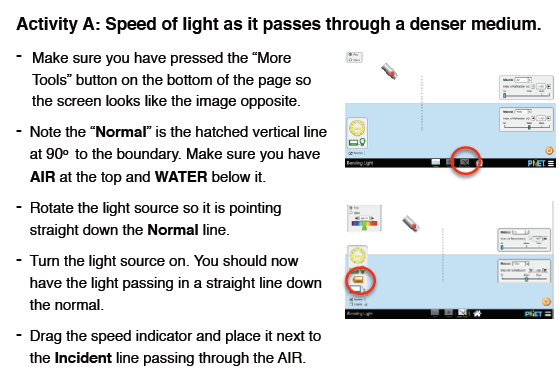 Activity A: Speed of light as it passes through a denser medium.
- Make sure you have pressed the “More
Tools” button on the bottom of the page so
the screen looks like the image opposite.
- Note the “Normal” is the hatched vertical line
at 90º to the boundary. Make sure you have
AIR at the top and WATER below it.
- Rotate the light source so it is pointing
straight down the Normal line.
- Turn the light source on. You should now
have the light passing in a straight line down
the normal.
- Drag the speed indicator and place it next to
the Incident line passing through the AIR.
Bending Light
PhET
Bending Light
PhET